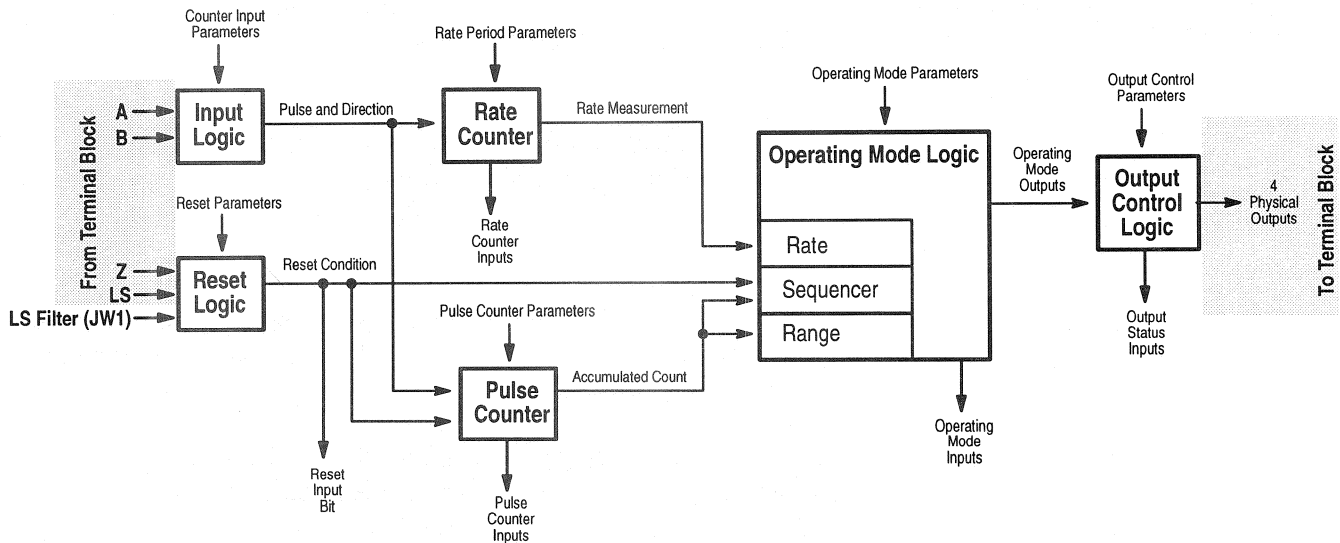 Counter Input
Parameters
Rate Period Parameters
Operating Mode Parameters
Output Control
Parameters
From Terminal Block
A
B
Input
Logic
Pulse and Direction
Rate
Counter
Rate Measurement
Rate
Counter
Inputs
Reset Parameters
Z
LS
LS Filter (JW1)
Reset
Logic
Reset Condition
Reset
Input
Bit
Pulse Counter Parameters
Pulse
Counter
Accumulated Count
Pulse
Counter
Inputs
Operating Mode Logic
Rate
Sequencer
Range
Operating
Mode
Inputs
Operating
Mode
Outputs
Output
Control
Logic
Output
Status
Inputs
4
Physical
Outputs
To Terminal Block